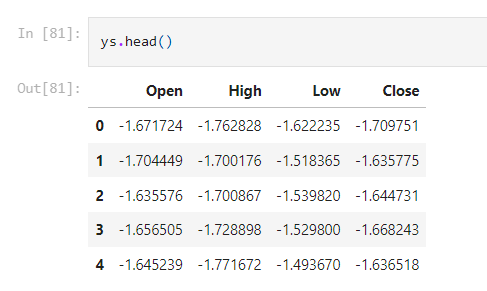 In [81]: ys.head()
Out[81]:
Open High Low Close
0 -1.671724 -1.762828 -1.622235 -1.709751
1 -1.704449 -1.700176 -1.518365 -1.635775
2 -1.635576 -1.700867 -1.539820 -1.644731
3 -1.656505 -1.728898 -1.529800 -1.668243
4 -1.645239 -1.771672 -1.493670 -1.636518